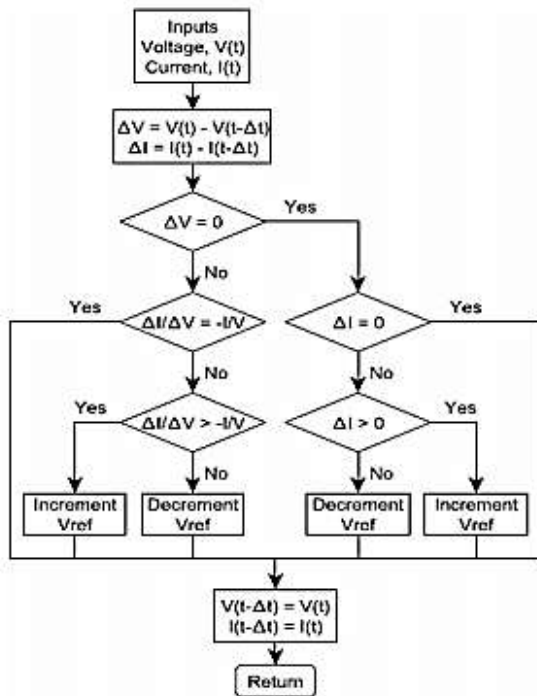 Inputs
Voltage, V(t)
Current, I(t)
ΔV = V(t) - V(t-Δt)
ΔI = I(t) - I(t-Δt)
ΔV = 0
Yes
No
Yes
ΔI/ΔV = -I/V
ΔI = 0
Yes
No
No
Yes
ΔI/ΔV > -I/V
ΔI > 0
Yes
No
No
Increment
Vref
Decrement
Vref
Decrement
Vref
Increment
Vref
V(t-Δt) = V(t)
I(t-Δt) = I(t)
Return